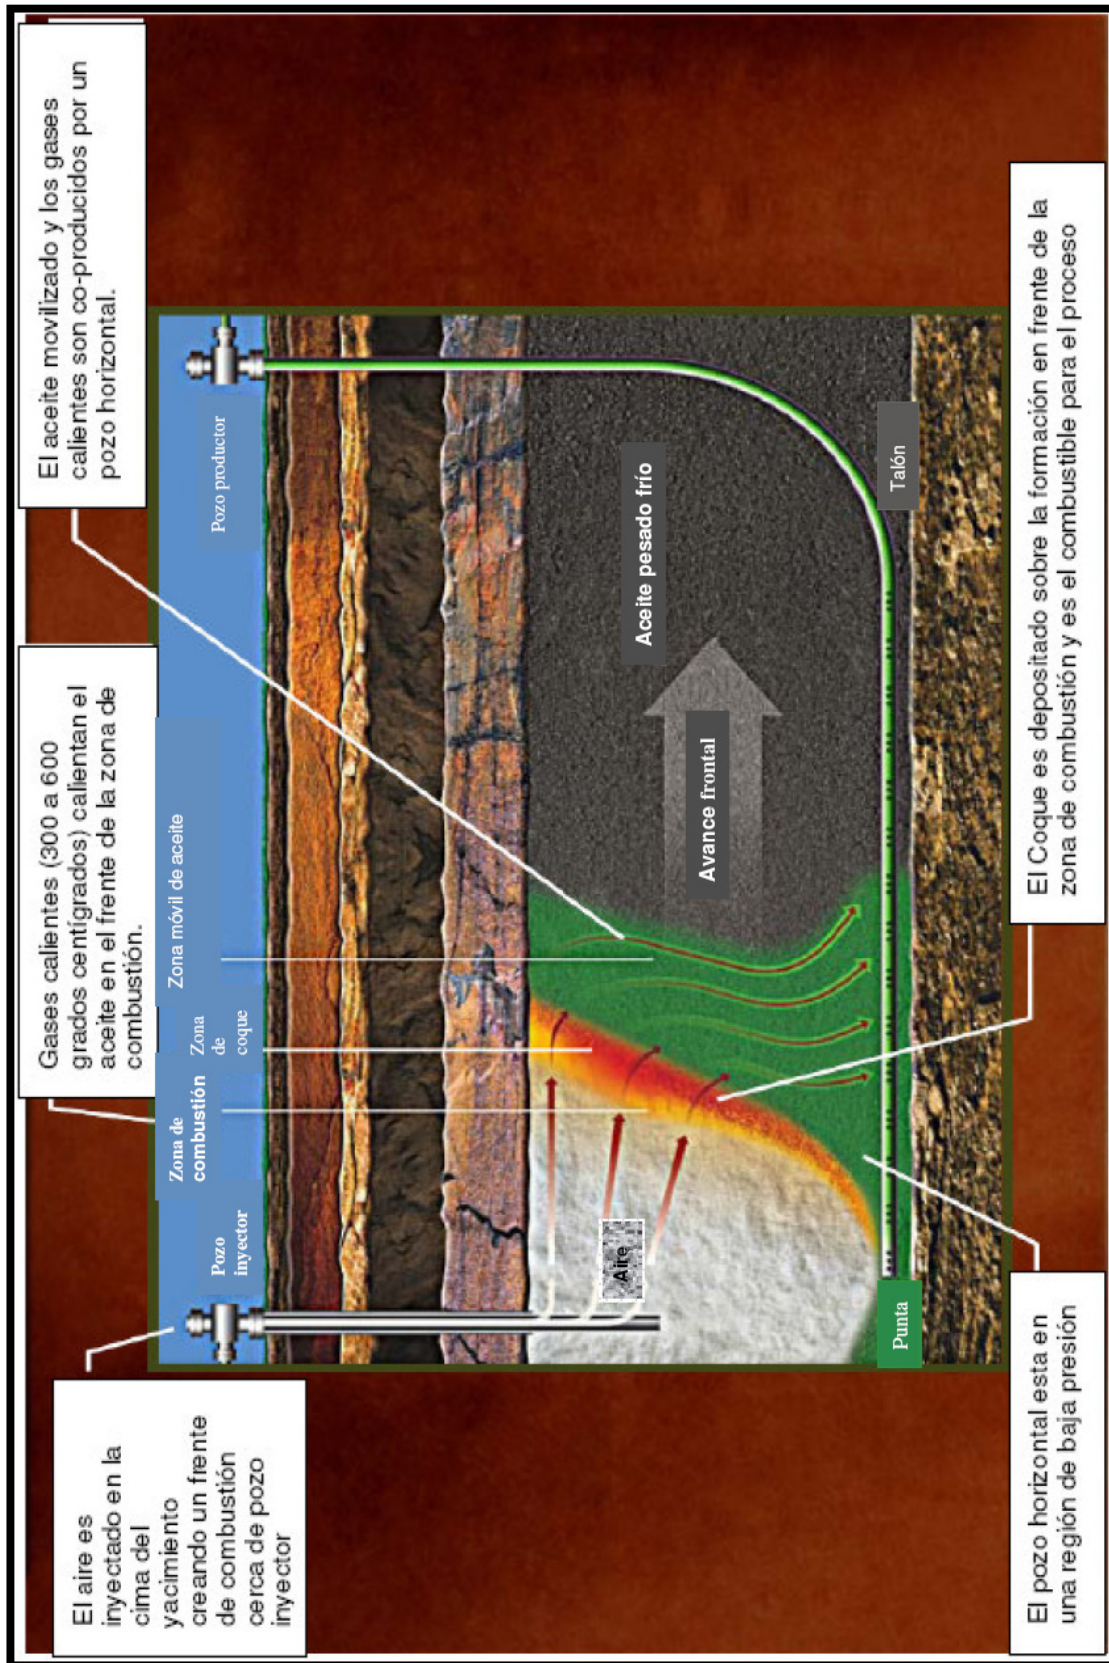 El aire es
inyectado en la
cima del
yacimiento
creando un frente
de combustión
cerca de pozo
inyector
Gases calientes (300 a 600
grados centígrados) calientan el
aceite en el frente de la zona de
combustión.
El aceite movilizado y los gases
calientes son co-producidos por un
pozo horizontal.
Pozo
inyector
Zona de
combustión
Zona
de
coque
Zona móvil de aceite
Pozo productor
Aire
Avance frontal
Aceite pesado frío
Punta
Talón
El pozo horizontal esta en
una región de baja presión
El Coque es depositado sobre la formación en frente de la
zona de combustión y es el combustible para el proceso